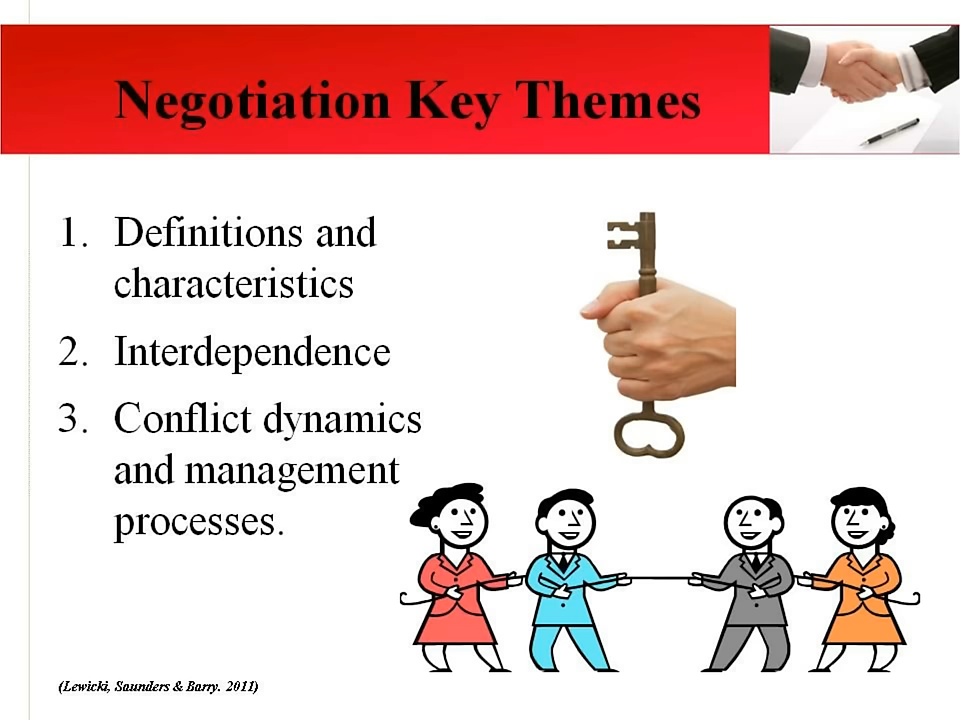 Negotiation Key Themes
1. Definitions and
characteristics
2. Interdependence
3. Conflict dynamics
and management
processes.
(Lewicki, Saunders & Barry. 2011)